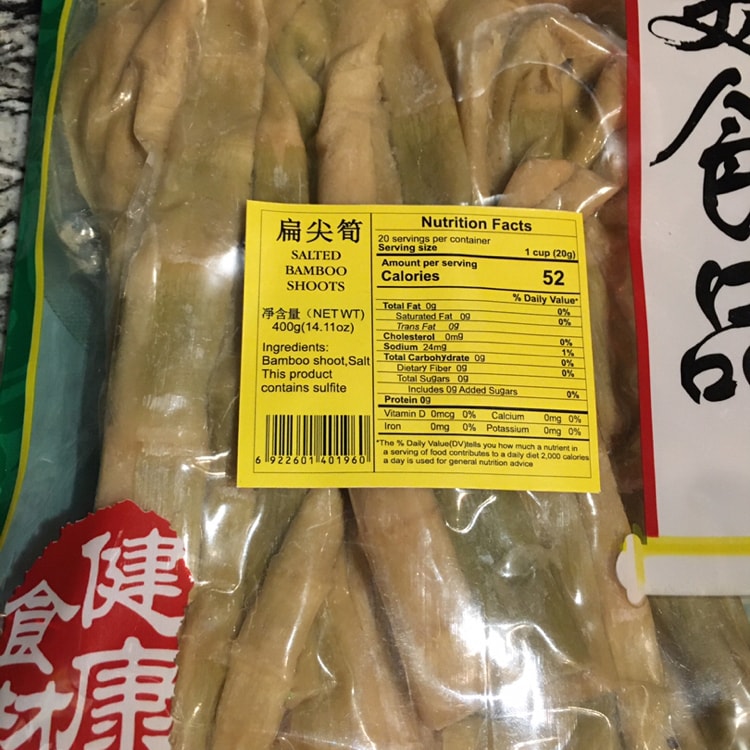 食
品
扁尖筍
SALTED
BAMBOO
SHOOTS
淨含量（NET WT)
400g(14.11oz)
Ingredients:
Bamboo shoot,Salt
This product
contains sulfite
6 922601 401960
Nutrition Facts
20 servings per container
Serving size 1 cup (20g)
Amount per serving
Calories 52
% Daily Value*
Total Fat 0g 0%
Saturated Fat 0g 0%
Trans Fat 0g
Cholesterol 0mg 0%
Sodium 24mg 1%
Total Carbohydrate 0g 0%
Dietary Fiber 0g 0%
Total Sugars 0g
Includes 0g Added Sugars 0%
Protein 0g
Vitamin D 0mcg 0% Calcium 0mg 0%
Iron 0mg 0% Potassium 0mg 0%
*The % Daily Value(DV)tells you how much a nutrient in
a serving of food contributes to a daily diet 2,000 calories
a day is used for general nutrition advice
健康
食材